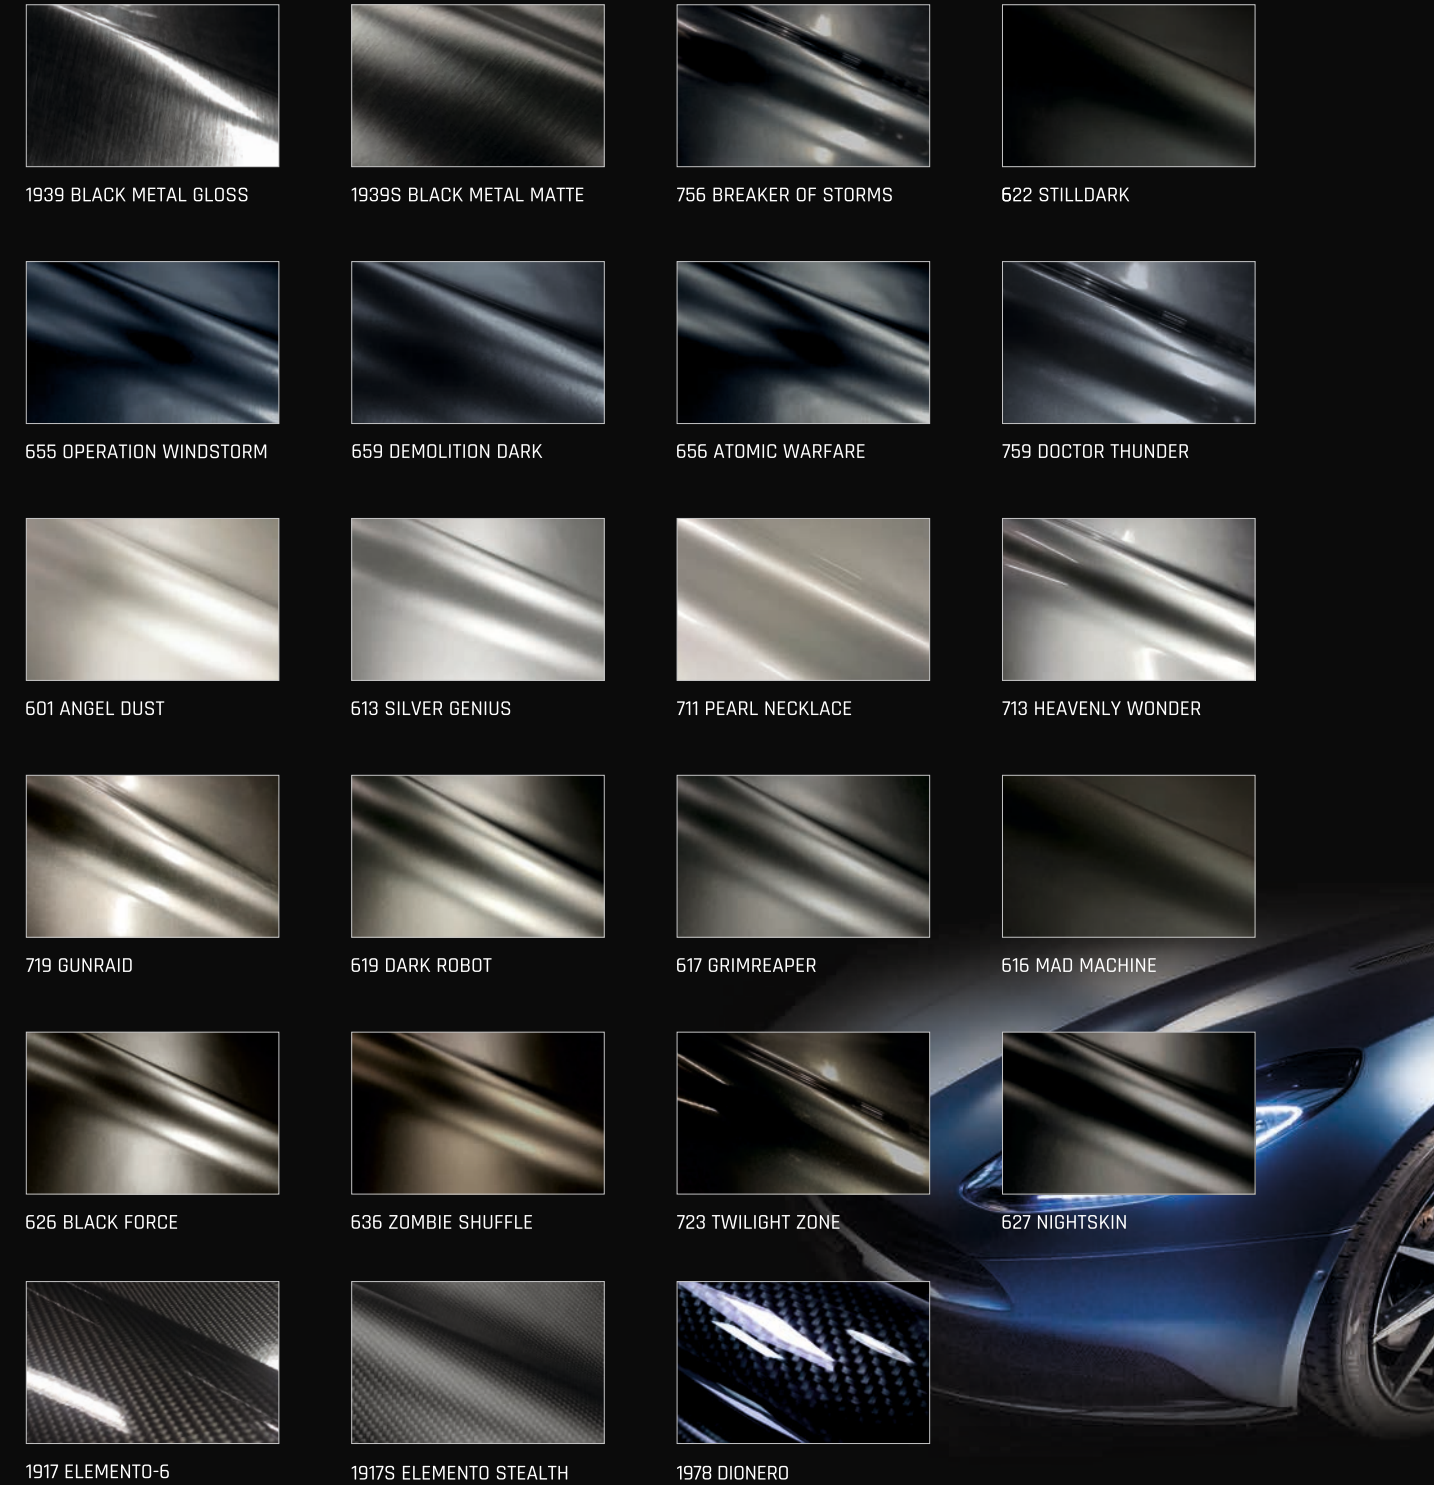 1939 BLACK METAL GLOSS
1939S BLACK METAL MATTE
756 BREAKER OF STORMS
622 STILLDARK
655 OPERATION WINDSTORM
659 DEMOLITION DARK
656 ATOMIC WARFARE
759 DOCTOR THUNDER
601 ANGEL DUST
613 SILVER GENIUS
711 PEARL NECKLACE
713 HEAVENLY WONDER
719 GUNRAID
619 DARK ROBOT
617 GRIMREAPER
616 MAD MACHINE
626 BLACK FORCE
636 ZOMBIE SHUFFLE
723 TWILIGHT ZONE
627 NIGHTSKIN
1917 ELEMENTO-6
1917S ELEMENTO STEALTH
1978 DIONERO